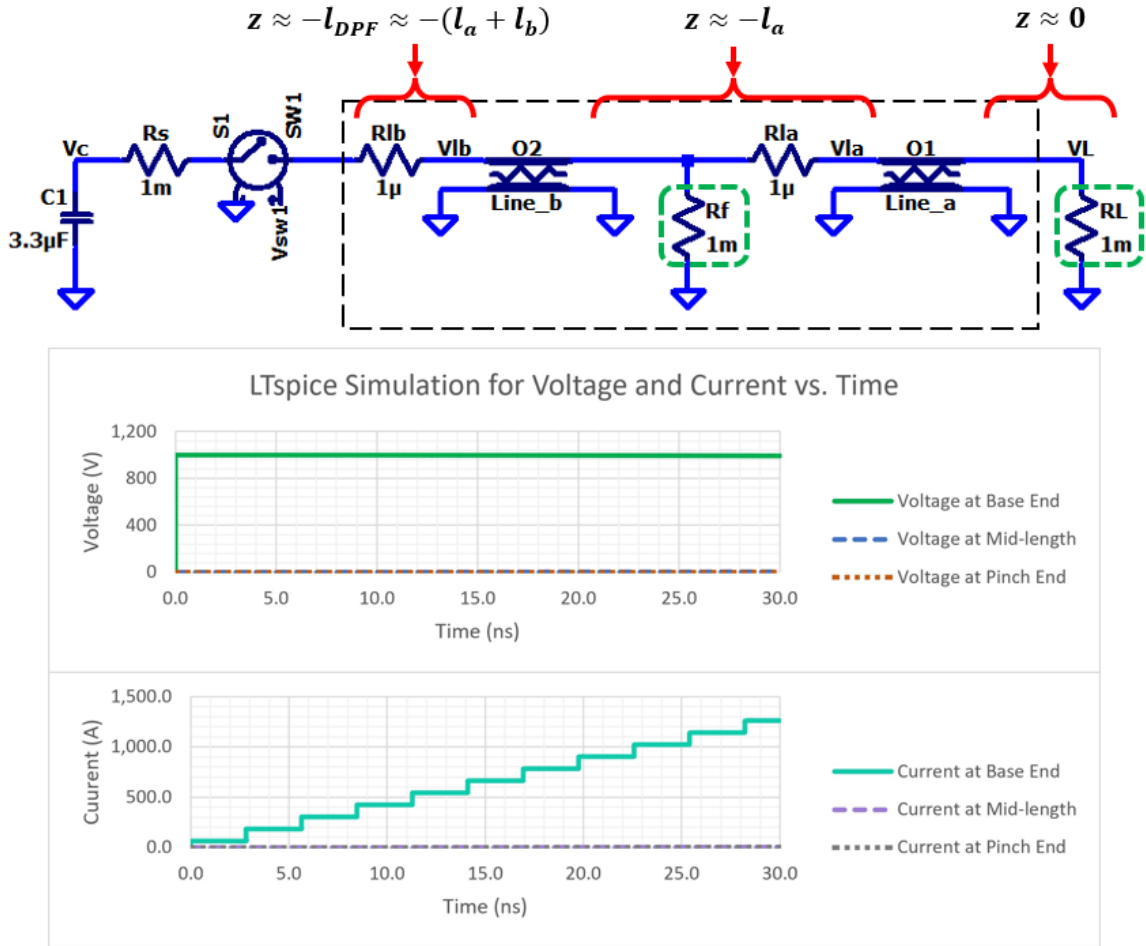 z ≈ −l_DPF ≈ −(l_a + l_b)
z ≈ −l_a
z ≈ 0
Vc
Rs
1m
S1
SW1
Vsw1
Rlb
1µ
Vlb
O2
Line_b
Rla
1µ
Vla
O1
Line_a
VL
C1
3.3µF
Rf
1m
RL
1m
LTspice Simulation for Voltage and Current vs. Time
Voltage (V)
1,200
800
400
0
0.0 5.0 10.0 15.0 20.0 25.0 30.0
Time (ns)
Voltage at Base End
Voltage at Mid-length
Voltage at Pinch End
Cuurent (A)
1,500.0
1,000.0
500.0
0.0
0.0 5.0 10.0 15.0 20.0 25.0 30.0
Time (ns)
Current at Base End
Current at Mid-length
Current at Pinch End